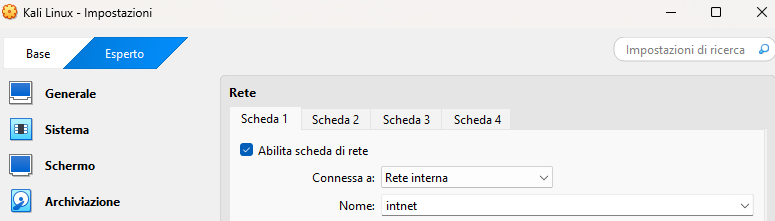 Kali Linux - Impostazioni
Base
Esperto
Impostazioni di ricerca
Generale
Sistema
Schermo
Archiviazione
Rete
Scheda 1
Scheda 2
Scheda 3
Scheda 4
Abilita scheda di rete
Connessa a: Rete interna
Nome: intnet